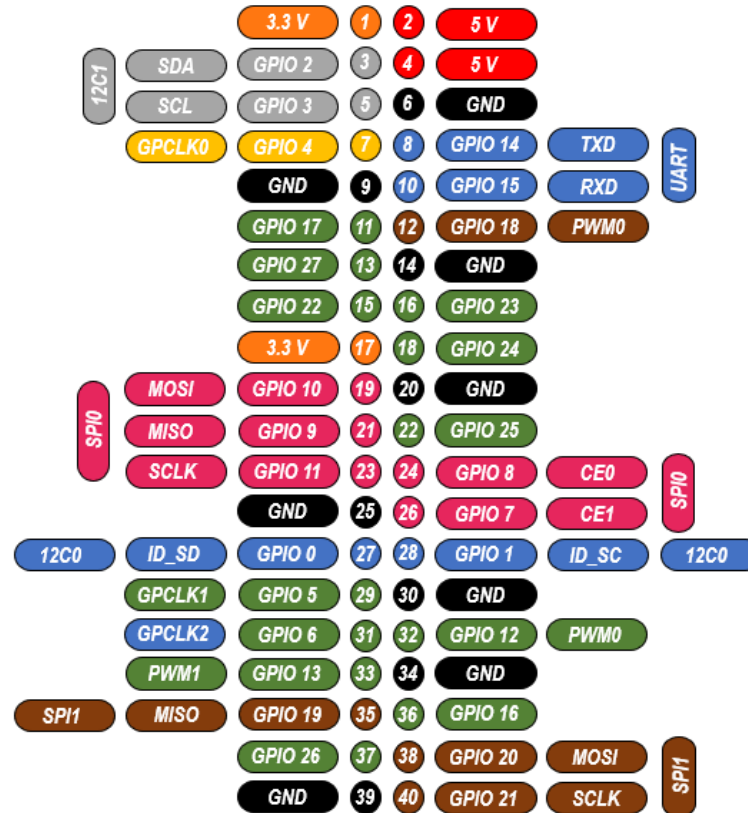 3.3 V 1 2 5 V
12C1 SDA GPIO 2 3 4 5 V
SCL GPIO 3 5 6 GND
GPCLK0 GPIO 4 7 8 GPIO 14 TXD UART
GND 9 10 GPIO 15 RXD
GPIO 17 11 12 GPIO 18 PWM0
GPIO 27 13 14 GND
GPIO 22 15 16 GPIO 23
3.3 V 17 18 GPIO 24
SPI0 MOSI GPIO 10 19 20 GND
MISO GPIO 9 21 22 GPIO 25
SCLK GPIO 11 23 24 GPIO 8 CE0 SPI0
GND 25 26 GPIO 7 CE1
12C0 ID_SD GPIO 0 27 28 GPIO 1 ID_SC 12C0
GPCLK1 GPIO 5 29 30 GND
GPCLK2 GPIO 6 31 32 GPIO 12 PWM0
PWM1 GPIO 13 33 34 GND
SPI1 MISO GPIO 19 35 36 GPIO 16
GPIO 26 37 38 GPIO 20 MOSI SPI1
GND 39 40 GPIO 21 SCLK